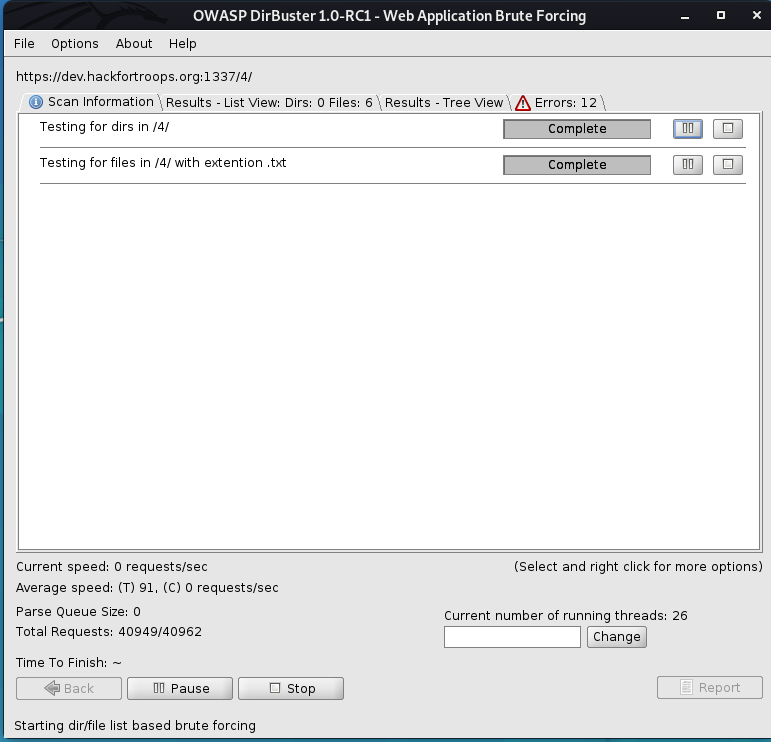 OWASP DirBuster 1.0-RC1 - Web Application Brute Forcing
File Options About Help
https://dev.hackfortroops.org:1337/4/
Scan Information Results - List View: Dirs: 0 Files: 6 Results - Tree View Errors: 12
Testing for dirs in /4/ Complete
Testing for files in /4/ with extention .txt Complete
Current speed: 0 requests/sec (Select and right click for more options)
Average speed: (T) 91, (C) 0 requests/sec
Parse Queue Size: 0 Current number of running threads: 26
Total Requests: 40949/40962 Change
Time To Finish: ~
Back Pause Stop Report
Starting dir/file list based brute forcing